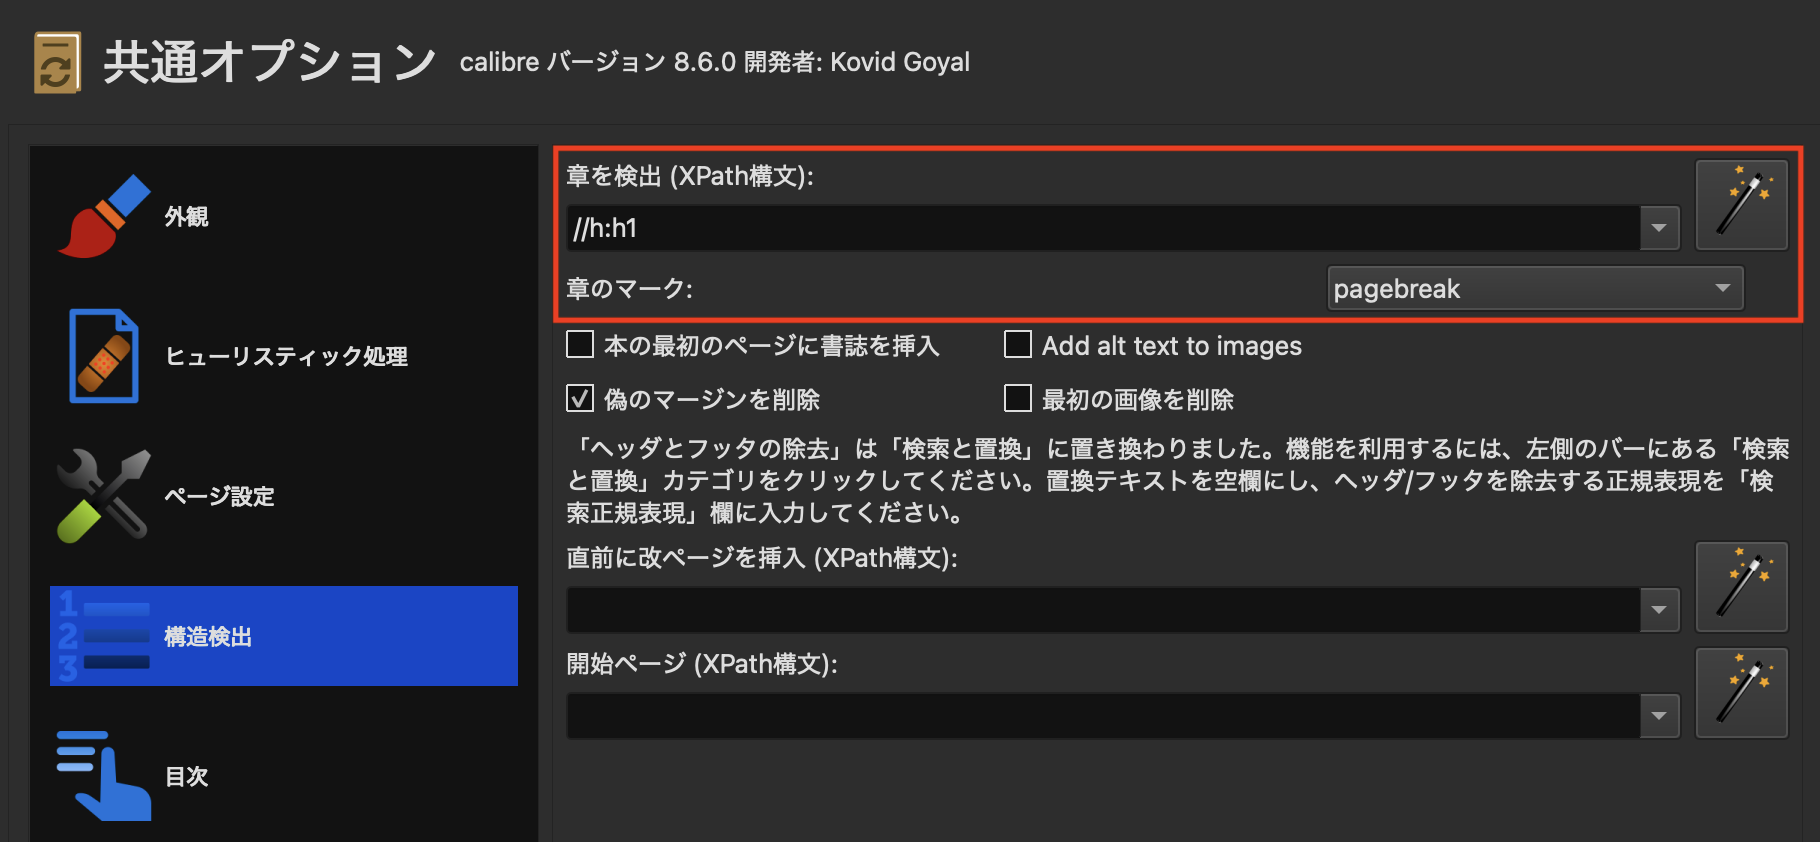 共通オプション calibre バージョン 8.6.0 開発者: Kovid Goyal
外観
ヒューリスティック処理
ページ設定
1
2
3
構造検出
目次
章を検出 (XPath構文):
//h:h1
章のマーク:
pagebreak
本の最初のページに書誌を挿入
Add alt text to images
偽のマージンを削除
最初の画像を削除
「ヘッダとフッタの除去」は「検索と置換」に置き換わりました。機能を利用するには、左側のバーにある「検索
と置換」カテゴリをクリックしてください。置換テキストを空欄にし、ヘッダ/フッタを除去する正規表現を「検
索正規表現」欄に入力してください。
直前に改ページを挿入 (XPath構文):
開始ページ (XPath構文):